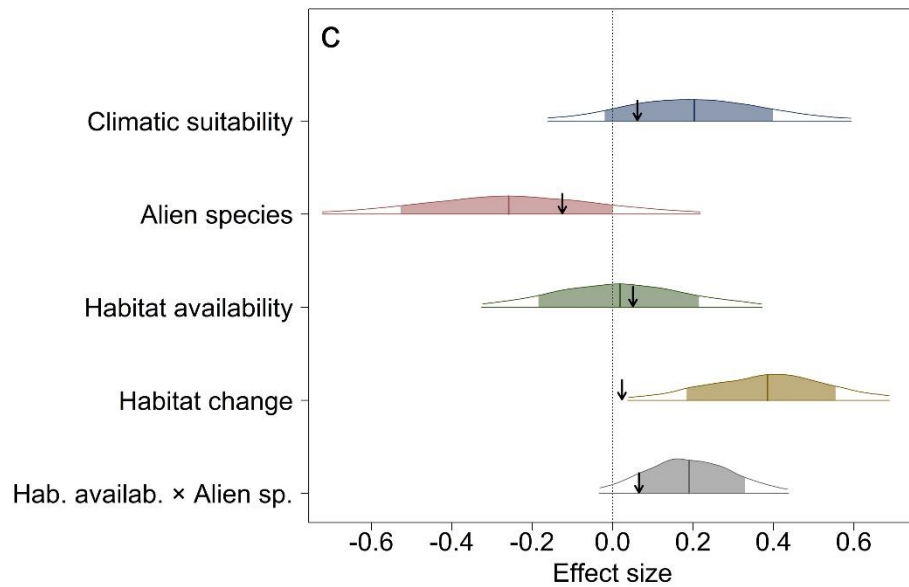 C
Climatic suitability
Alien species
Habitat availability
Habitat change
Hab. availab. × Alien sp.
-0.6 -0.4 -0.2 0.0 0.2 0.4 0.6
Effect size